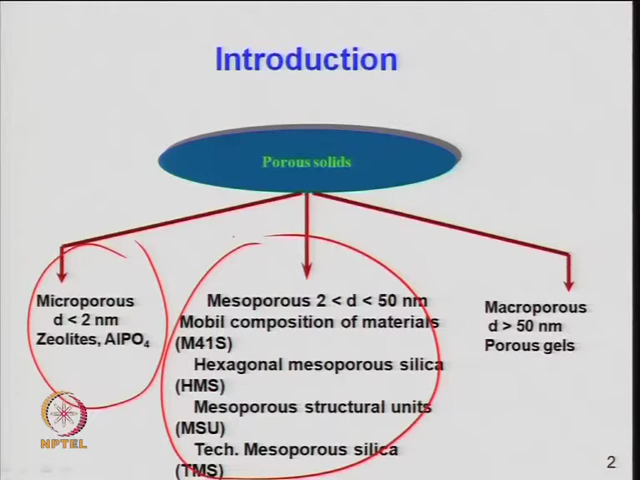 Introduction
Porous solids
Microporous
d < 2 nm
Zeolites, AlPO₄
Mesoporous 2 < d < 50 nm
Mobil composition of materials
(M41S)
Hexagonal mesoporous silica
(HMS)
Mesoporous structural units
(MSU)
Tech. Mesoporous silica
(TMS)
Macroporous
d > 50 nm
Porous gels
NPTEL
2